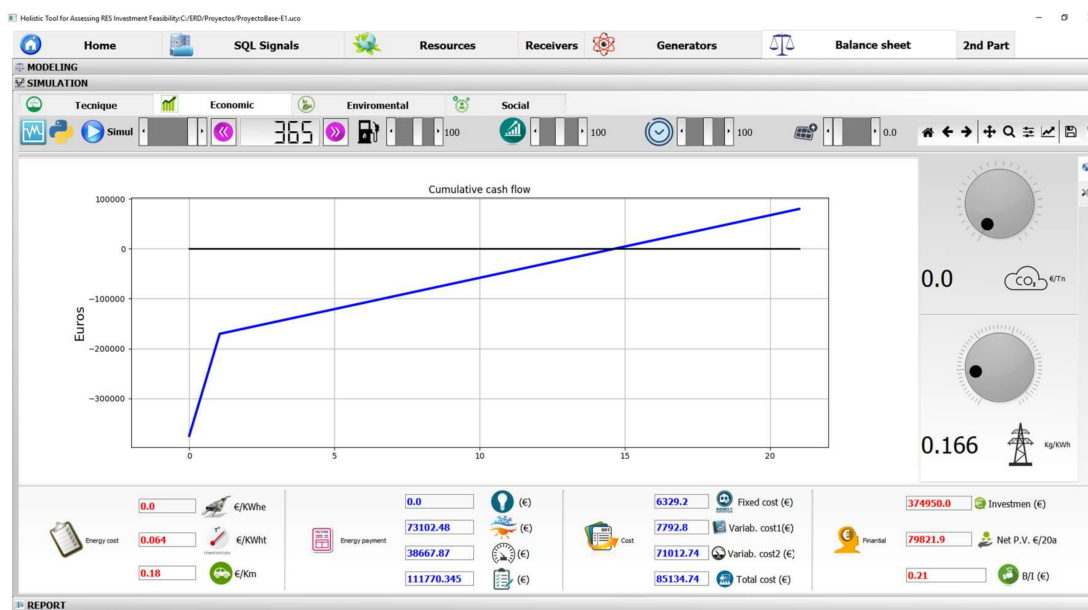 Holistic Tool for Assessing RES Investment Feasibility:C:/ERD/Proyectos/ProyectoBase-E1.uco
Home SQL Signals Resources Receivers Generators Balance sheet 2nd Part
MODELING
SIMULATION
Tecnique Economic Enviromental Social
Simul 365 100 100 100 0.0
Cumulative cash flow
100000
0
−100000
−200000
−300000
Euros
0 5 10 15 20
0.0 CO₂ €/Tn
0.166 Kg/KWh
0.0 €/KWhe
Energy cost 0.064 €/KWht
0.18 €/Km
0.0 (€)
73102.48 (€)
Energy payment 38667.87 (€)
111770.345 (€)
6329.2 Fixed cost (€)
7792.8 Variab. cost1(€)
Cost 71012.74 Variab. cost2 (€)
85134.74 Total cost (€)
374950.0 Investmen (€)
Finantial 79821.9 Net P.V. €/20a
0.21 B/I (€)
REPORT